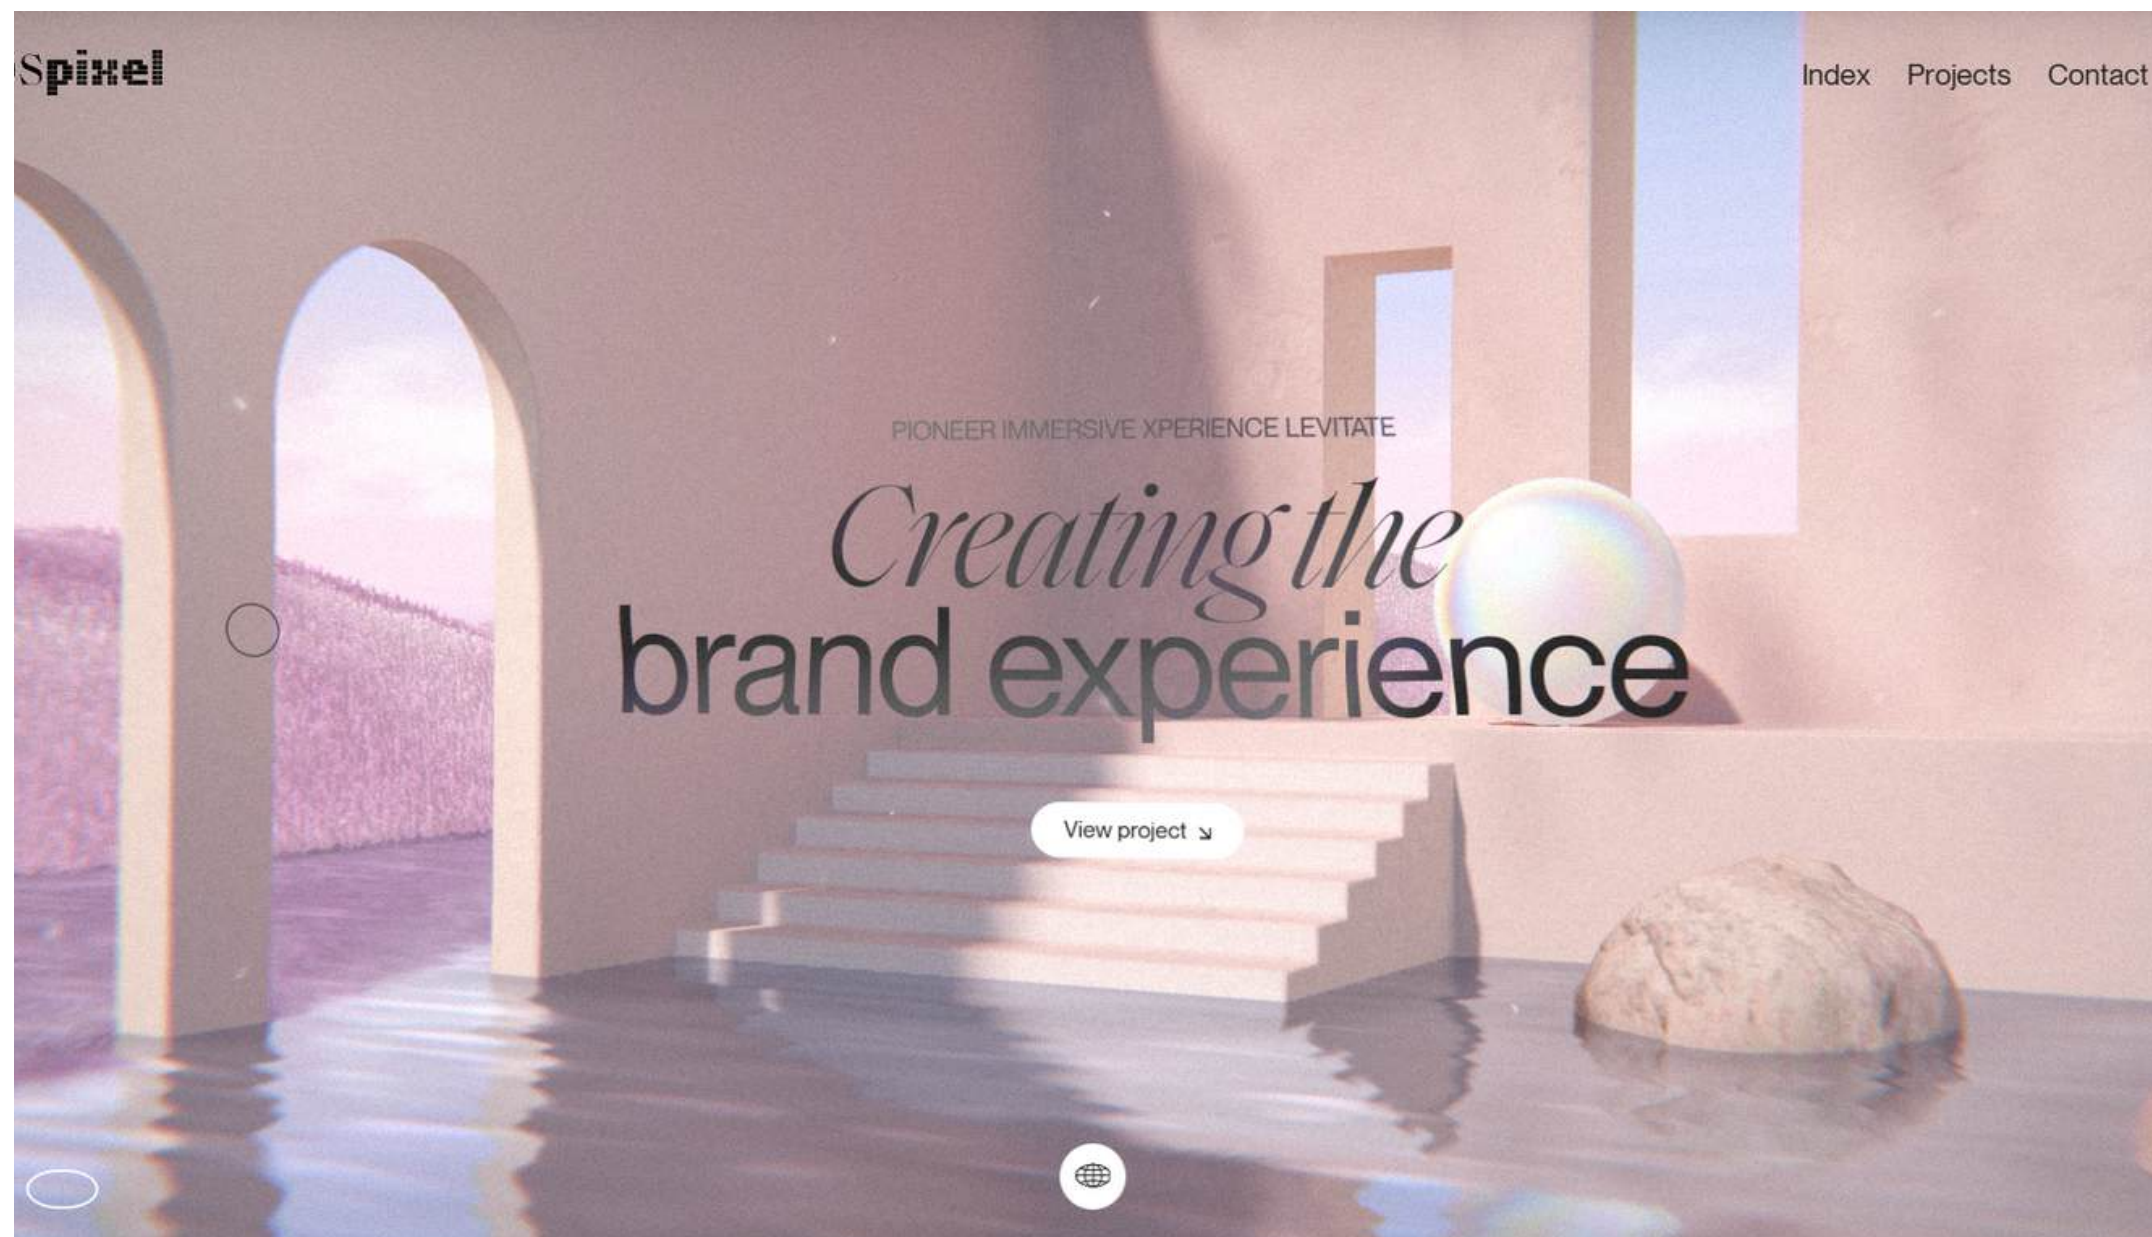 Spixel
Index Projects Contact
PIONEER IMMERSIVE XPERIENCE LEVITATE
Creating the
brand experience
View project ↘